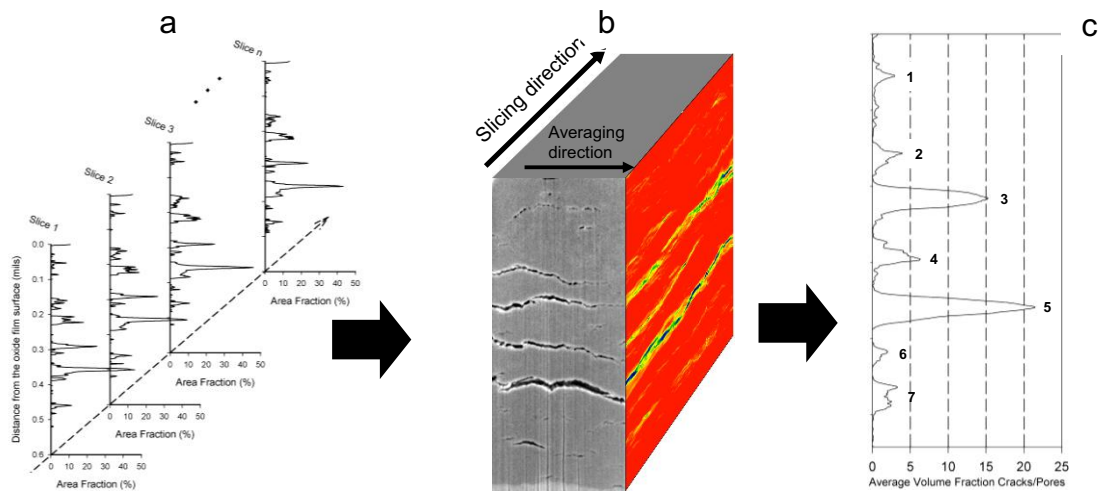 a
Slice 1
Slice 2
Slice 3
Slice n
Distance from the oxide film surface (mils)
0.0
0.1
0.2
0.3
0.4
0.5
0.6
0 10 20 30 40 50
Area Fraction (%)
0 10 20 30 40 50
Area Fraction (%)
0 10 20 30 40 50
Area Fraction (%)
0 10 20 30 40 50
Area Fraction (%)
b
Slicing direction
Averaging
direction
c
1
2
3
4
5
6
7
0 5 10 15 20 25
Average Volume Fraction Cracks/Pores